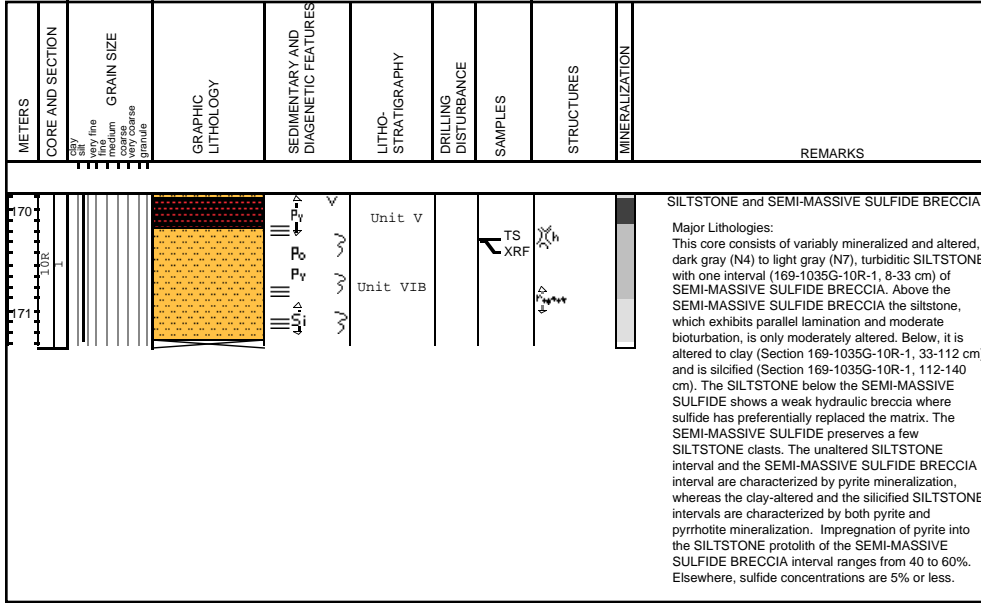 METERS
CORE AND SECTION
clay
silt
very fine
fine
medium
coarse
very coarse
granule
GRAIN SIZE
GRAPHIC
LITHOLOGY
SEDIMENTARY AND
DIAGENETIC FEATURES
LITHO-
STRATIGRAPHY
DRILLING
DISTURBANCE
SAMPLES
STRUCTURES
MINERALIZATION
REMARKS
170
171
10R
1
Py
Po
Py
Si
Unit V
Unit VIB
TS
XRF
h
SILTSTONE and SEMI-MASSIVE SULFIDE BRECCIA
Major Lithologies:
This core consists of variably mineralized and altered,
dark gray (N4) to light gray (N7), turbiditic SILTSTONE
with one interval (169-1035G-10R-1, 8-33 cm) of
SEMI-MASSIVE SULFIDE BRECCIA. Above the
SEMI-MASSIVE SULFIDE BRECCIA the siltstone,
which exhibits parallel lamination and moderate
bioturbation, is only moderately altered. Below, it is
altered to clay (Section 169-1035G-10R-1, 33-112 cm)
and is silcified (Section 169-1035G-10R-1, 112-140
cm). The SILTSTONE below the SEMI-MASSIVE
SULFIDE shows a weak hydraulic breccia where
sulfide has preferentially replaced the matrix. The
SEMI-MASSIVE SULFIDE preserves a few
SILTSTONE clasts. The unaltered SILTSTONE
interval and the SEMI-MASSIVE SULFIDE BRECCIA
interval are characterized by pyrite mineralization,
whereas the clay-altered and the silicified SILTSTONE
intervals are characterized by both pyrite and
pyrrhotite mineralization. Impregnation of pyrite into
the SILTSTONE protolith of the SEMI-MASSIVE
SULFIDE BRECCIA interval ranges from 40 to 60%.
Elsewhere, sulfide concentrations are 5% or less.